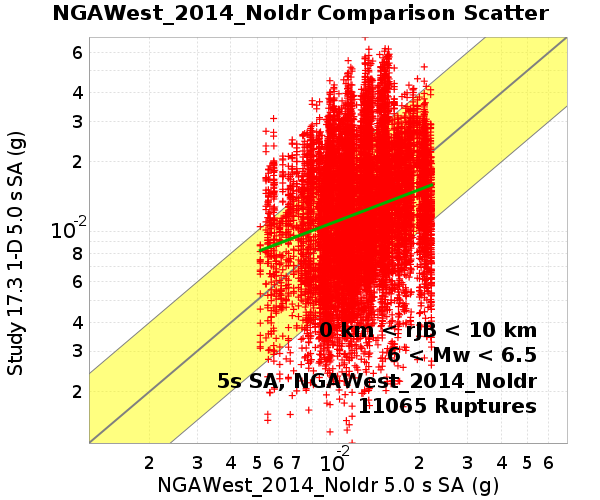 NGAWest_2014_NoIdr Comparison Scatter
Study 17.3 1-D 5.0 s SA (g)
6
4
3
2
10-2
8
6
4
3
2
0 km < rJB < 10 km
6 < Mw < 6.5
5s SA, NGAWest_2014_NoIdr
11065 Ruptures
2 3 4 5 6 7 10-2 2 3 4 5 6
NGAWest_2014_NoIdr 5.0 s SA (g)